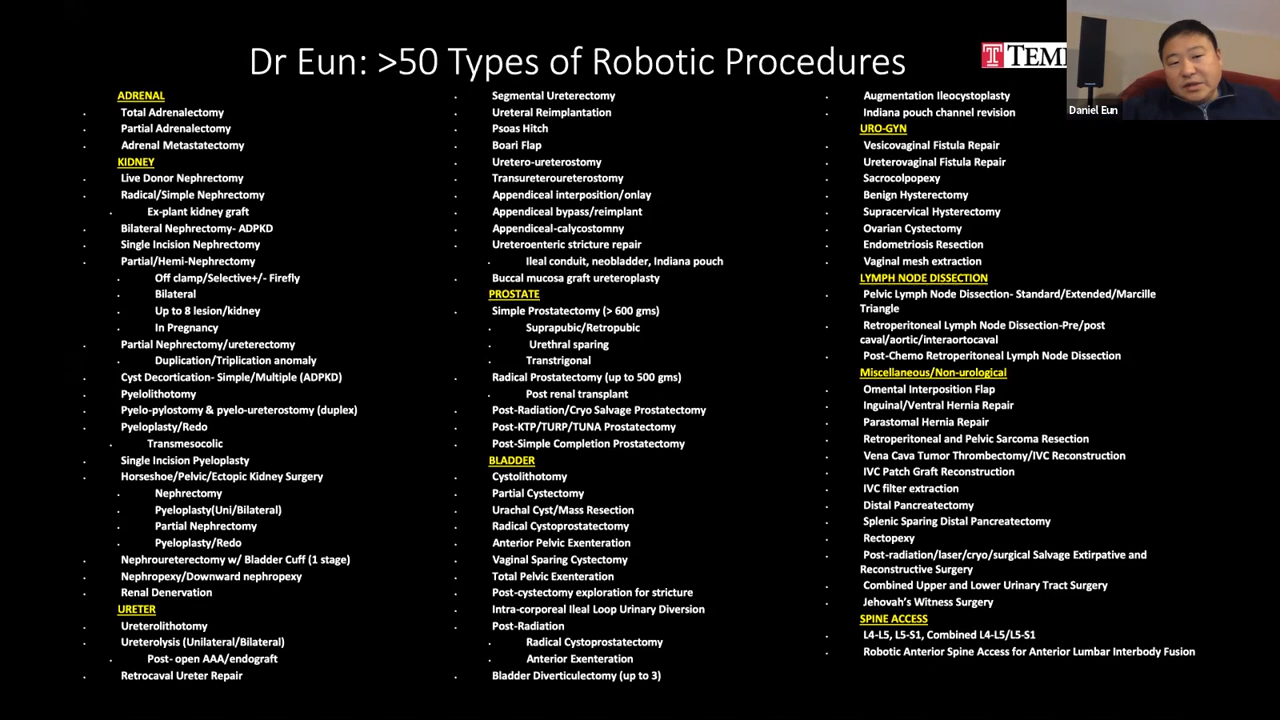 Dr Eun: >50 Types of Robotic Procedures
TEM
Daniel Eun
ADRENAL
Total Adrenalectomy
Partial Adrenalectomy
Adrenal Metastatectomy
KIDNEY
Live Donor Nephrectomy
Radical/Simple Nephrectomy
Ex-plant kidney graft
Bilateral Nephrectomy- ADPKD
Single Incision Nephrectomy
Partial/Hemi-Nephrectomy
Off clamp/Selective+/- Firefly
Bilateral
Up to 8 lesion/kidney
In Pregnancy
Partial Nephrectomy/ureterectomy
Duplication/Triplication anomaly
Cyst Decortication- Simple/Multiple (ADPKD)
Pyelolithotomy
Pyelo-pylostomy & pyelo-ureterostomy (duplex)
Pyeloplasty/Redo
Transmesocolic
Single Incision Pyeloplasty
Horseshoe/Pelvic/Ectopic Kidney Surgery
Nephrectomy
Pyeloplasty(Uni/Bilateral)
Partial Nephrectomy
Pyeloplasty/Redo
Nephroureterectomy w/ Bladder Cuff (1 stage)
Nephropexy/Downward nephropexy
Renal Denervation
URETER
Ureterolithotomy
Ureterolysis (Unilateral/Bilateral)
Post- open AAA/endograft
Retrocaval Ureter Repair
Segmental Ureterectomy
Ureteral Reimplantation
Psoas Hitch
Boari Flap
Uretero-ureterostomy
Transureteroureterostomy
Appendiceal interposition/onlay
Appendiceal bypass/reimplant
Appendiceal-calycostomny
Ureteroenteric stricture repair
Ileal conduit, neobladder, Indiana pouch
Buccal mucosa graft ureteroplasty
PROSTATE
Simple Prostatectomy (> 600 gms)
Suprapubic/Retropubic
Urethral sparing
Transtrigonal
Radical Prostatectomy (up to 500 gms)
Post renal transplant
Post-Radiation/Cryo Salvage Prostatectomy
Post-KTP/TURP/TUNA Prostatectomy
Post-Simple Completion Prostatectomy
BLADDER
Cystolithotomy
Partial Cystectomy
Urachal Cyst/Mass Resection
Radical Cystoprostatectomy
Anterior Pelvic Exenteration
Vaginal Sparing Cystectomy
Total Pelvic Exenteration
Post-cystectomy exploration for stricture
Intra-corporeal Ileal Loop Urinary Diversion
Post-Radiation
Radical Cystoprostatectomy
Anterior Exenteration
Bladder Diverticulectomy (up to 3)
Augmentation Ileocystoplasty
Indiana pouch channel revision
URO-GYN
Vesicovaginal Fistula Repair
Ureterovaginal Fistula Repair
Sacrocolpopexy
Benign Hysterectomy
Supracervical Hysterectomy
Ovarian Cystectomy
Endometriosis Resection
Vaginal mesh extraction
LYMPH NODE DISSECTION
Pelvic Lymph Node Dissection- Standard/Extended/Marcille
Triangle
Retroperitoneal Lymph Node Dissection-Pre/post
caval/aortic/interaortocaval
Post-Chemo Retroperitoneal Lymph Node Dissection
Miscellaneous/Non-urological
Omental Interposition Flap
Inguinal/Ventral Hernia Repair
Parastomal Hernia Repair
Retroperitoneal and Pelvic Sarcoma Resection
Vena Cava Tumor Thrombectomy/IVC Reconstruction
IVC Patch Graft Reconstruction
IVC filter extraction
Distal Pancreatectomy
Splenic Sparing Distal Pancreatectomy
Rectopexy
Post-radiation/laser/cryo/surgical Salvage Extirpative and
Reconstructive Surgery
Combined Upper and Lower Urinary Tract Surgery
Jehovah's Witness Surgery
SPINE ACCESS
L4-L5, L5-S1, Combined L4-L5/L5-S1
Robotic Anterior Spine Access for Anterior Lumbar Interbody Fusion